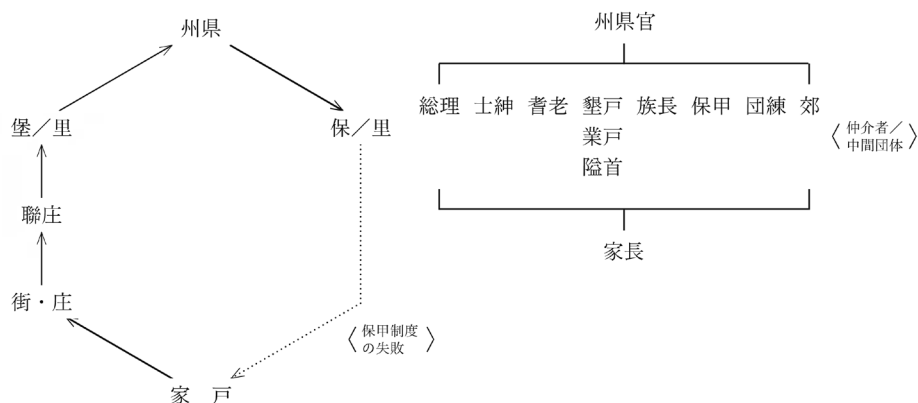 州県
堡／里
保／里
聯庄
街・庄
〈保甲制度
の失敗〉
家　戸
州県官
総理　士紳　耆老　墾戸　族長　保甲　団練　郊
業戸
隘首
〈仲介者／
中間団体〉
家長